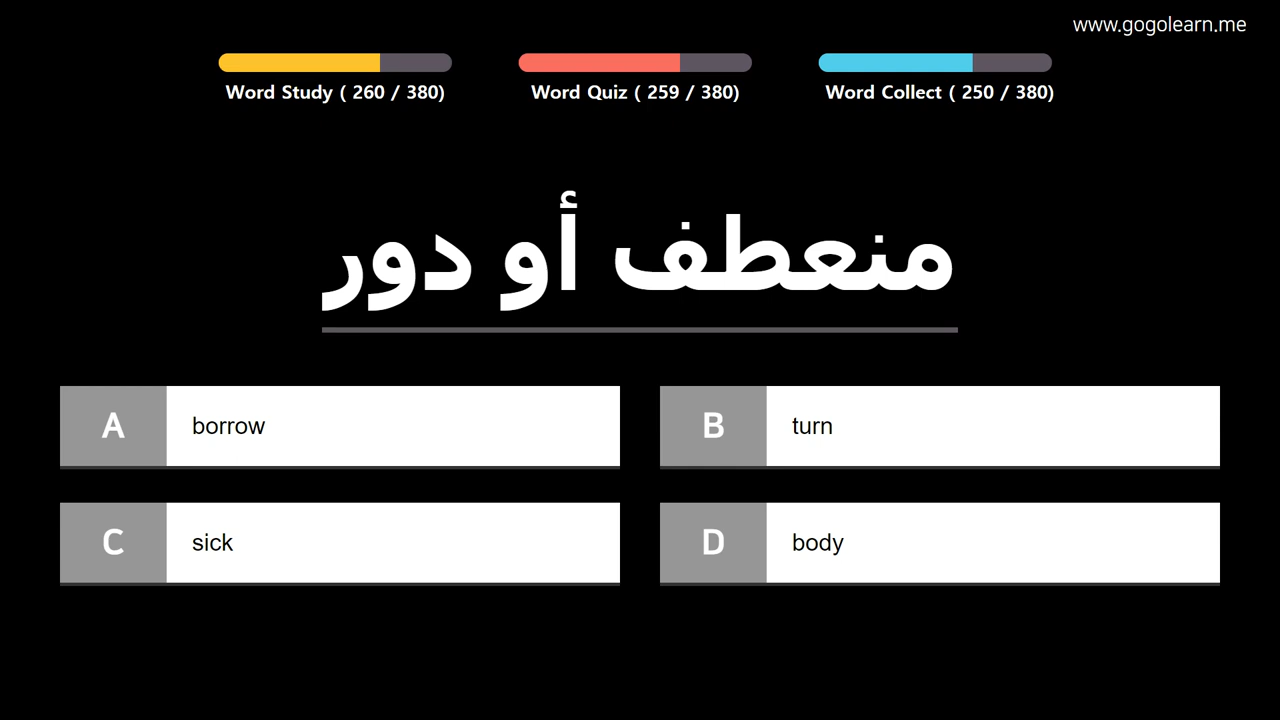 www.gogolearn.me
Word Study ( 260 / 380)
Word Quiz ( 259 / 380)
Word Collect ( 250 / 380)
منعطف أو دور
A borrow
B turn
C sick
D body